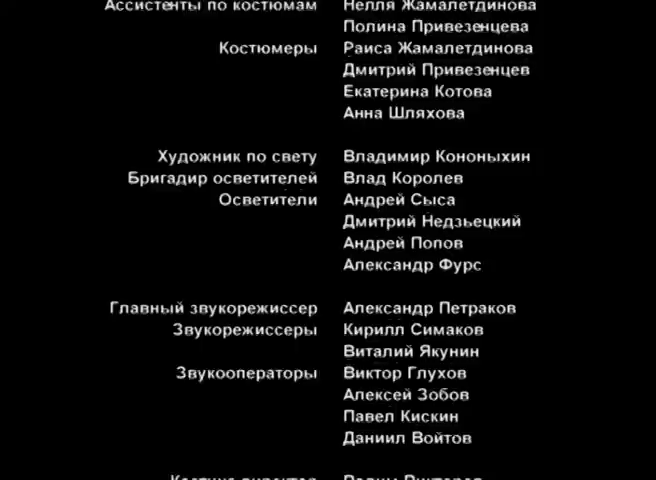 Ассистенты по костюмам Нелля Жамалетдинова
Полина Привезенцева
Костюмеры Раиса Жамалетдинова
Дмитрий Привезенцев
Екатерина Котова
Анна Шляхова
Художник по свету Владимир Кононыхин
Бригадир осветителей Влад Королев
Осветители Андрей Сыса
Дмитрий Недзьецкий
Андрей Попов
Александр Фурс
Главный звукорежиссер Александр Петраков
Звукорежиссеры Кирилл Симаков
Виталий Якунин
Звукооператоры Виктор Глухов
Алексей Зобов
Павел Кискин
Даниил Войтов